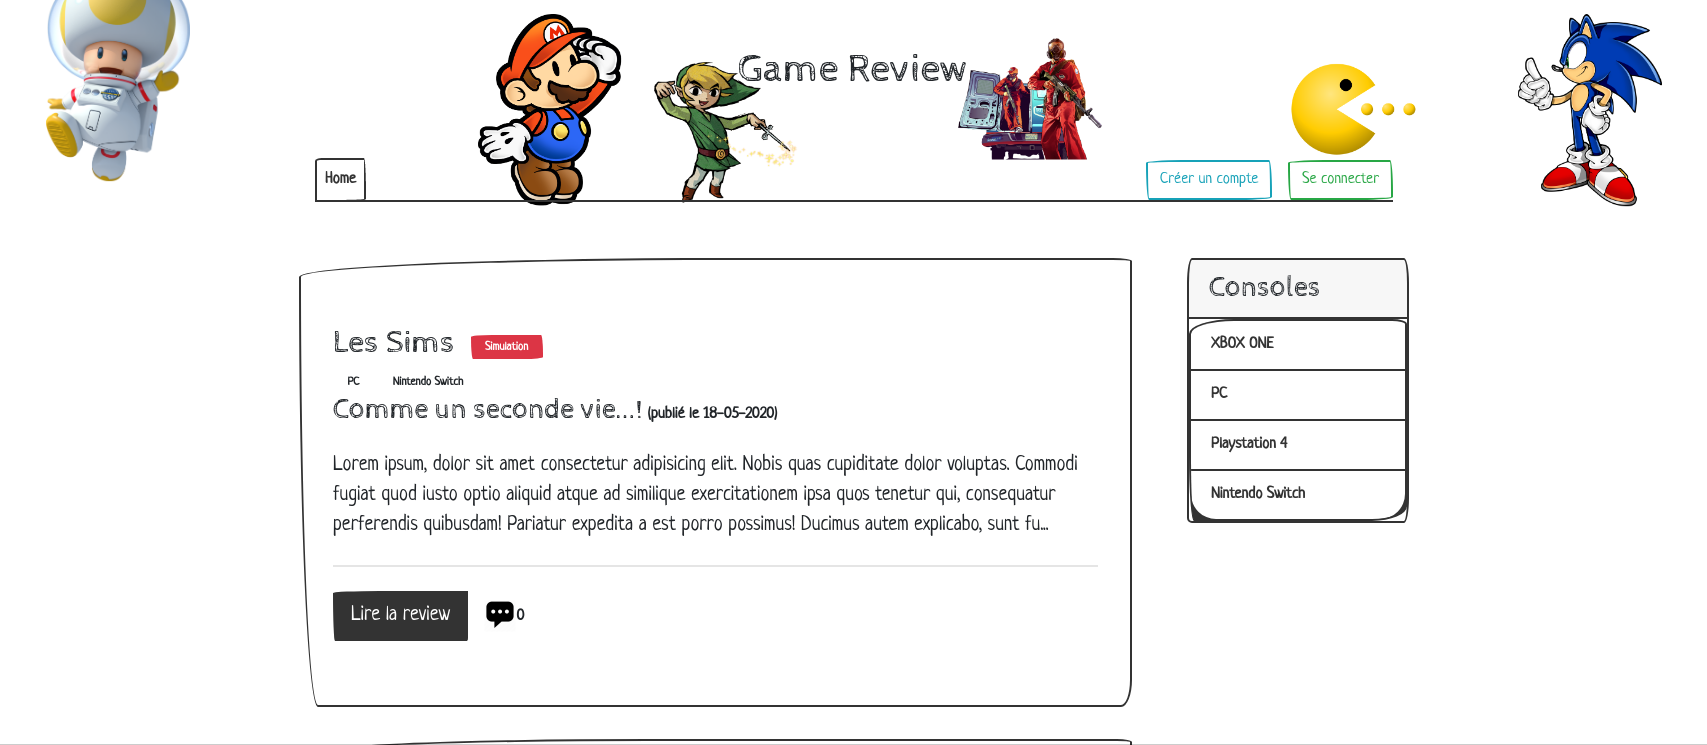 Game Review
Home
Créer un compte
Se connecter
Les Sims
Simulation
PC
Nintendo Switch
Comme un seconde vie...! (publié le 18-05-2020)
Lorem ipsum, dolor sit amet consectetur adipisicing elit. Nobis quas cupiditate dolor voluptas. Commodi
fugiat quod iusto optio aliquid atque ad similique exercitationem ipsa quos tenetur qui, consequatur
perferendis quibusdam! Pariatur expedita a est porro possimus! Ducimus autem explicabo, sunt fu...
Lire la review
0
Consoles
XBOX ONE
PC
Playstation 4
Nintendo Switch